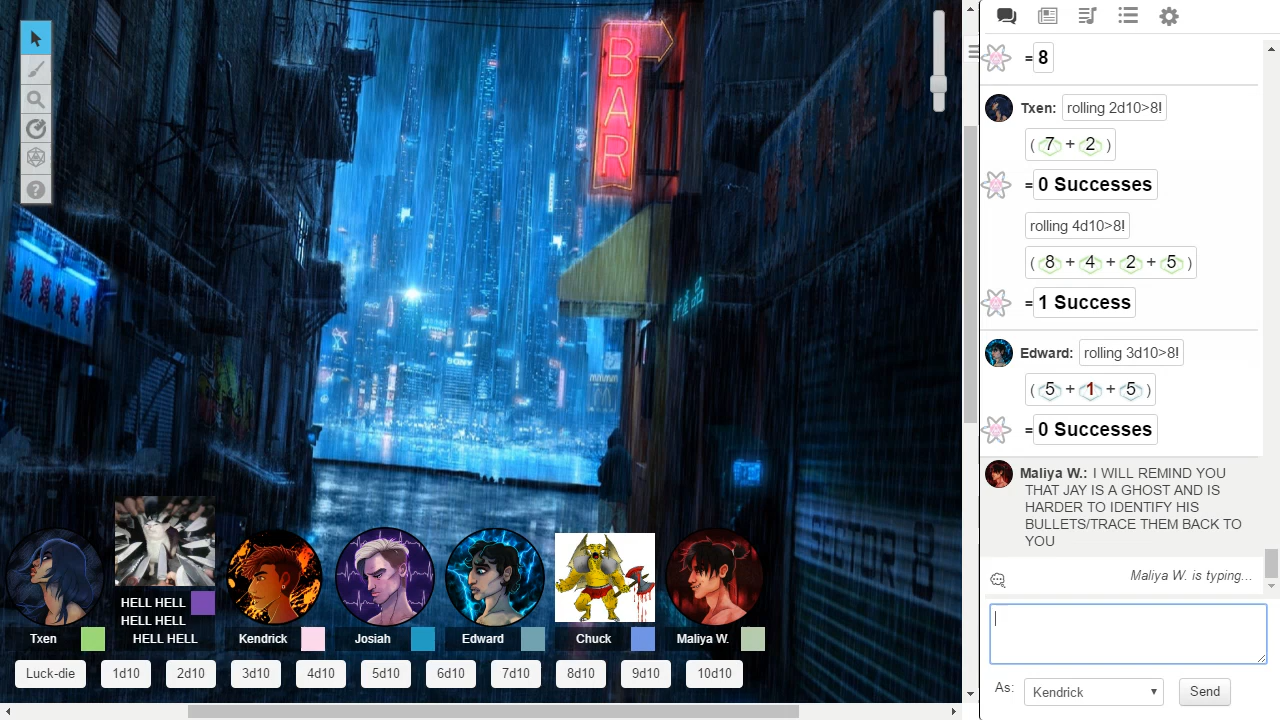 BAR
SECTOR 8
= 8
Txen: rolling 2d10>8!
( 7 + 2 )
= 0 Successes
rolling 4d10>8!
( 8 + 4 + 2 + 5 )
= 1 Success
Edward: rolling 3d10>8!
( 5 + 1 + 5 )
= 0 Successes
Maliya W.: I WILL REMIND YOU
THAT JAY IS A GHOST AND IS
HARDER TO IDENTIFY HIS
BULLETS/TRACE THEM BACK TO
YOU
Maliya W. is typing...
As: Kendrick Send
Txen
HELL HELL
HELL HELL
HELL HELL
Kendrick
Josiah
Edward
Chuck
Maliya W.
Luck-die 1d10 2d10 3d10 4d10 5d10 6d10 7d10 8d10 9d10 10d10